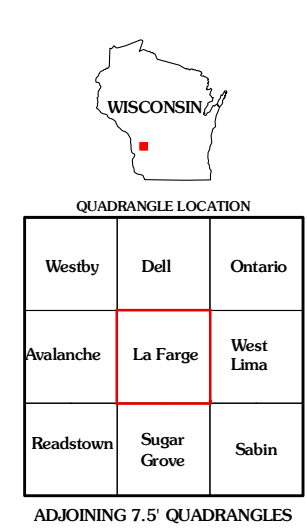 WISCONSIN
QUADRANGLE LOCATION
Westby
Dell
Ontario
Avalanche
La Farge
West
Lima
Readstown
Sugar
Grove
Sabin
ADJOINING 7.5' QUADRANGLES